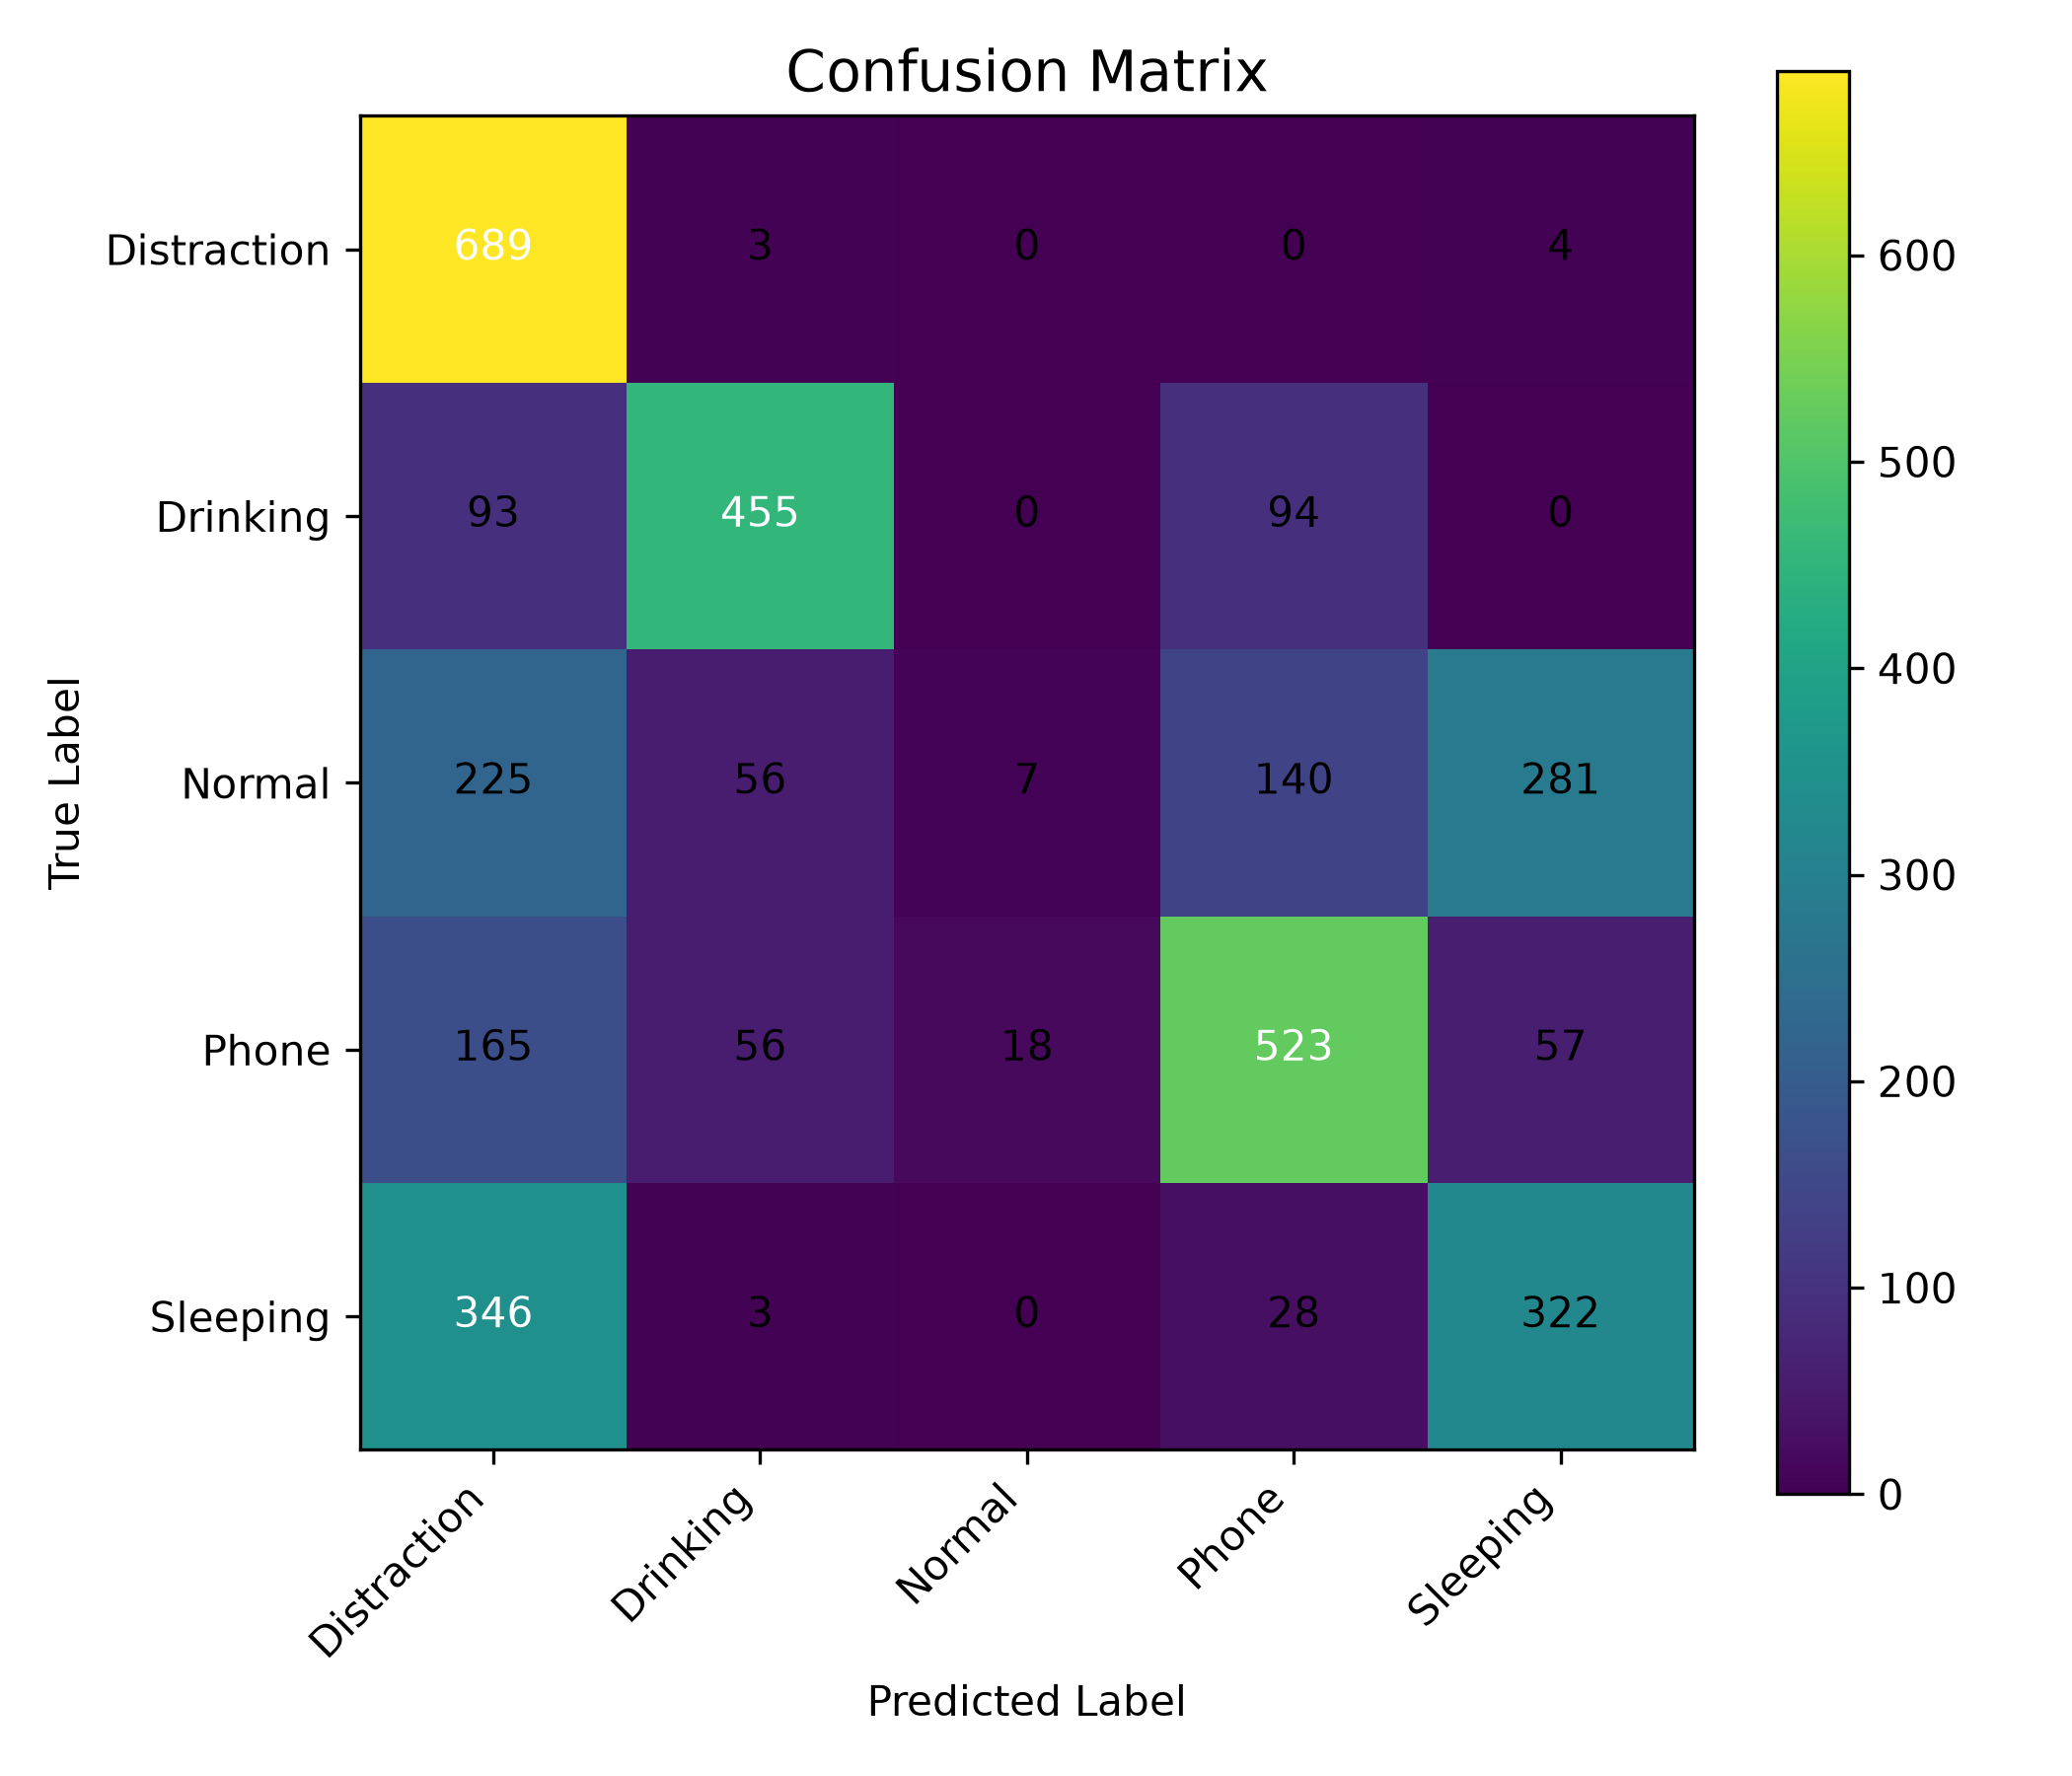 Confusion Matrix
Distraction 689 3 0 0 4
Drinking 93 455 0 94 0
Normal 225 56 7 140 281
Phone 165 56 18 523 57
Sleeping 346 3 0 28 322
True Label
Distraction Drinking Normal Phone Sleeping
Predicted Label
600
500
400
300
200
100
0